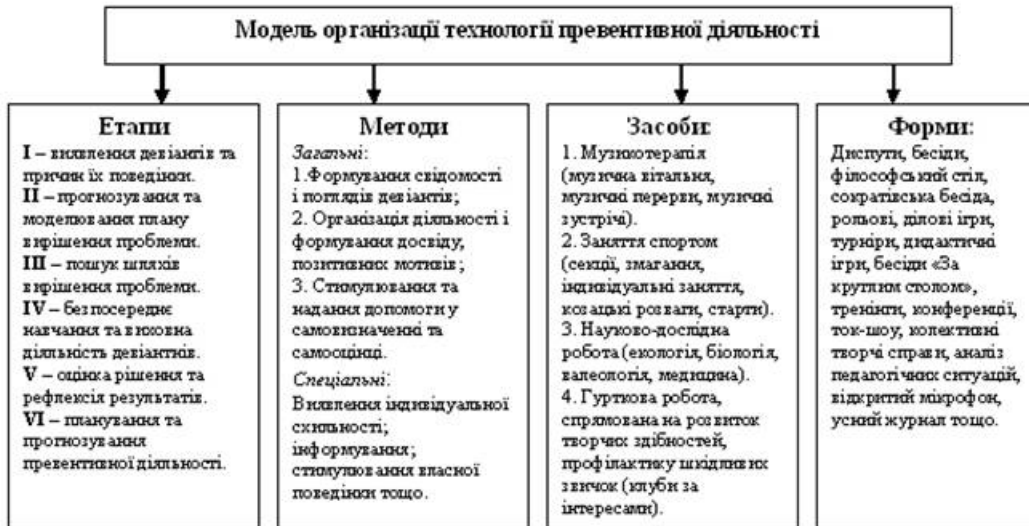 Модель організації технології превентивної діяльності
Етапи
I – виявлення девіантів та
причин їх поведінки.
II – прогнозування та
моделювання плану
вирішення проблеми.
III – пошук шляхів
вирішення проблеми.
IV – безпосереднє
навчання та виховна
діяльність девіантнів.
V – оцінка рішення та
рефлексія результатів.
VI – планування та
прогнозування
превентивної діяльності.
Методи
Загальні:
1.Формування свідомості
і поглядів девіантів;
2. Організація діяльності і
формування досвіду,
позитивних мотивів;
3. Стимулювання та
надання допомоги у
самовизначенні та
самооцінці.
Спеціальні:
Виявлення індивідуальної
схильності;
інформування;
стимулювання власної
поведінки тощо.
Засоби:
1. Музикотерапія
(музична вітальня,
музичні перерви, музичні
зустрічі).
2. Заняття спортом
(секції, змагання,
індивідуальні заняття,
козацькі розваги, старти).
3. Науково-дослідна
робота (екологія, біологія,
валеологія, медицина).
4. Гурткова робота,
спрямована на розвиток
творчих здібностей,
профілактику шкідливих
звичок (клуби за
інтересами).
Форми:
Диспути, бесіди,
філософський стіл,
сократівська бесіда,
рольові, ділові ігри,
турніри, дидактичні
ігри, бесіди «За
круглим столом»,
тренінги, конференції,
ток-шоу, колективні
творчі справи, аналіз
педагогічних ситуацій,
відкритий мікрофон,
усний журнал тощо.